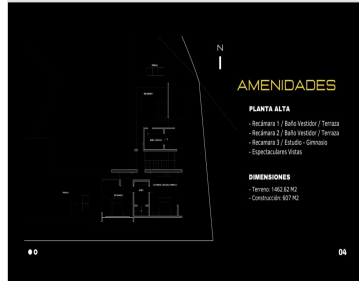 N
AMENIDADES
PLANTA ALTA
- Recámara 1 / Baño Vestidor / Terraza
- Recámara 2 / Baño Vestidor / Terraza
- Recamara 3 / Estudio - Gimnasio
- Espectaculares Vistas
DIMENSIONES
- Terreno: 1462.62 M2
- Construcción: 607 M2
04